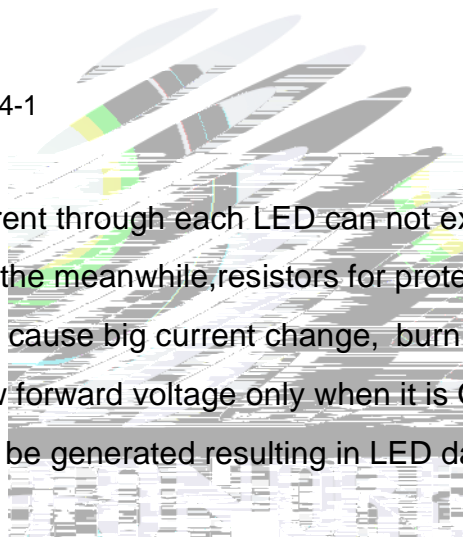 4-1
rent through each LED can not ex
the meanwhile,resistors for prote
cause big current change, burn
forward voltage only when it is
be generated resulting in LED da